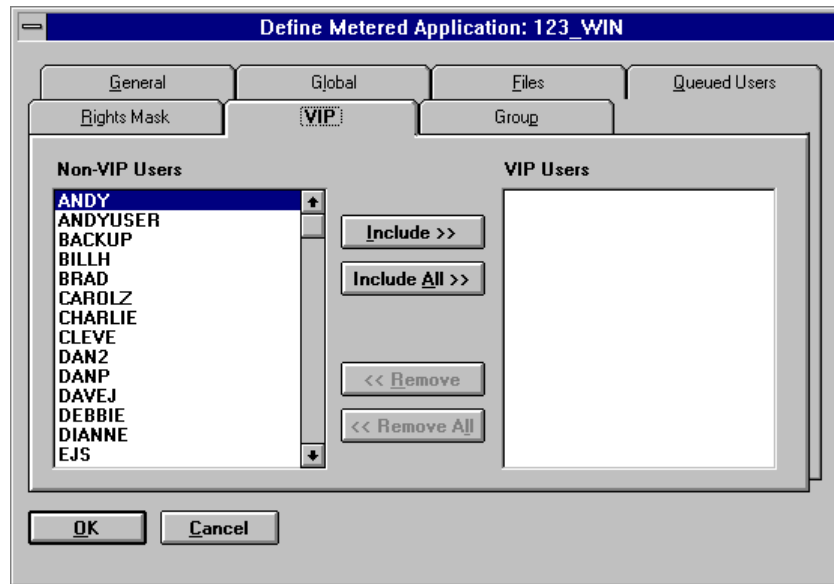 Define Metered Application: 123_WIN
General
Global
Files
Queued Users
Rights Mask
VIP
Group
Non-VIP Users
VIP Users
ANDY
ANDYUSER
BACKUP
BILLH
BRAD
CAROLZ
CHARLIE
CLEVE
DAN2
DANP
DAVEJ
DEBBIE
DIANNE
EJS
Include >>
Include All >>
<< Remove
<< Remove All
OK
Cancel